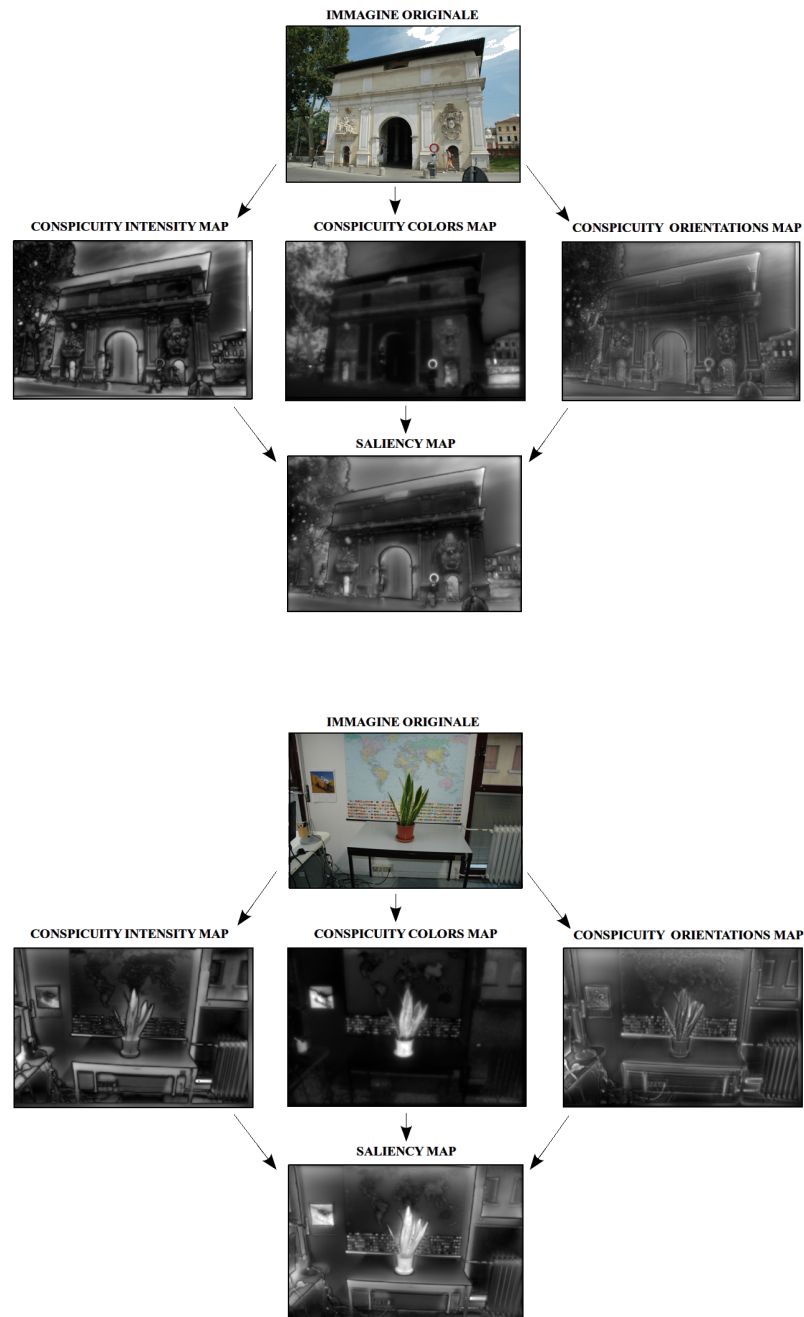 IMMAGINE ORIGINALE
CONSPICUITY INTENSITY MAP
CONSPICUITY COLORS MAP
CONSPICUITY ORIENTATIONS MAP
SALIENCY MAP
IMMAGINE ORIGINALE
CONSPICUITY INTENSITY MAP
CONSPICUITY COLORS MAP
CONSPICUITY ORIENTATIONS MAP
SALIENCY MAP